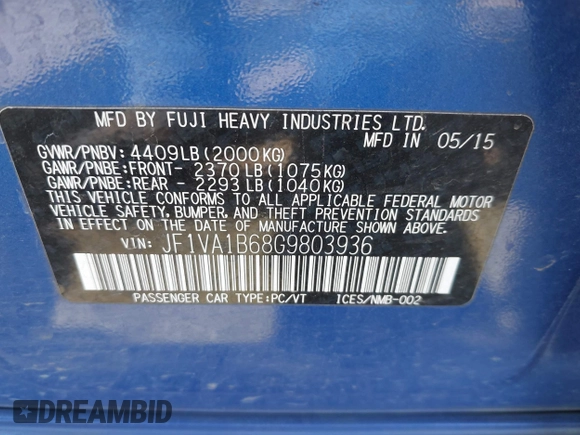 MFD BY FUJI HEAVY INDUSTRIES LTD.
MFD IN 05/15
GVWR/PNBV: 4409LB(2000KG)
GAWR/PNBE:FRONT- 2370LB(1075KG)
GAWR/PNBE:REAR - 2293LB(1040KG)
THIS VEHICLE CONFORMS TO ALL APPLICABLE FEDERAL MOTOR
VEHICLE SAFETY, BUMPER, AND THEFT PREVENTION STANDARDS
IN EFFECT ON THE DATE OF MANUFACTURE SHOWN ABOVE.
VIN: JF1VA1B68G9803936
PASSENGER CAR TYPE:PC/VT ICES/NMB-002
DREAMBID